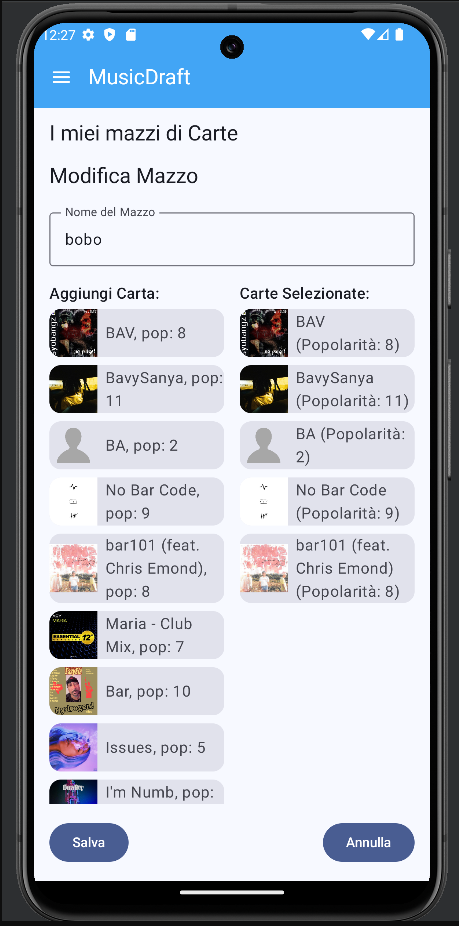 12:27
MusicDraft
I miei mazzi di Carte
Modifica Mazzo
Nome del Mazzo
bobo
Aggiungi Carta:
BAV, pop: 8
BavySanya, pop:
11
BA, pop: 2
No Bar Code,
pop: 9
bar101 (feat.
Chris Emond),
pop: 8
Maria - Club
Mix, pop: 7
ESSENTIAL
12"
Bar, pop: 10
Issues, pop: 5
I'm Numb, pop:
Carte Selezionate:
BAV
(Popolarità: 8)
BavySanya
(Popolarità: 11)
BA (Popolarità:
2)
No Bar Code
(Popolarità: 9)
bar101 (feat.
Chris Emond)
(Popolarità: 8)
Salva
Annulla